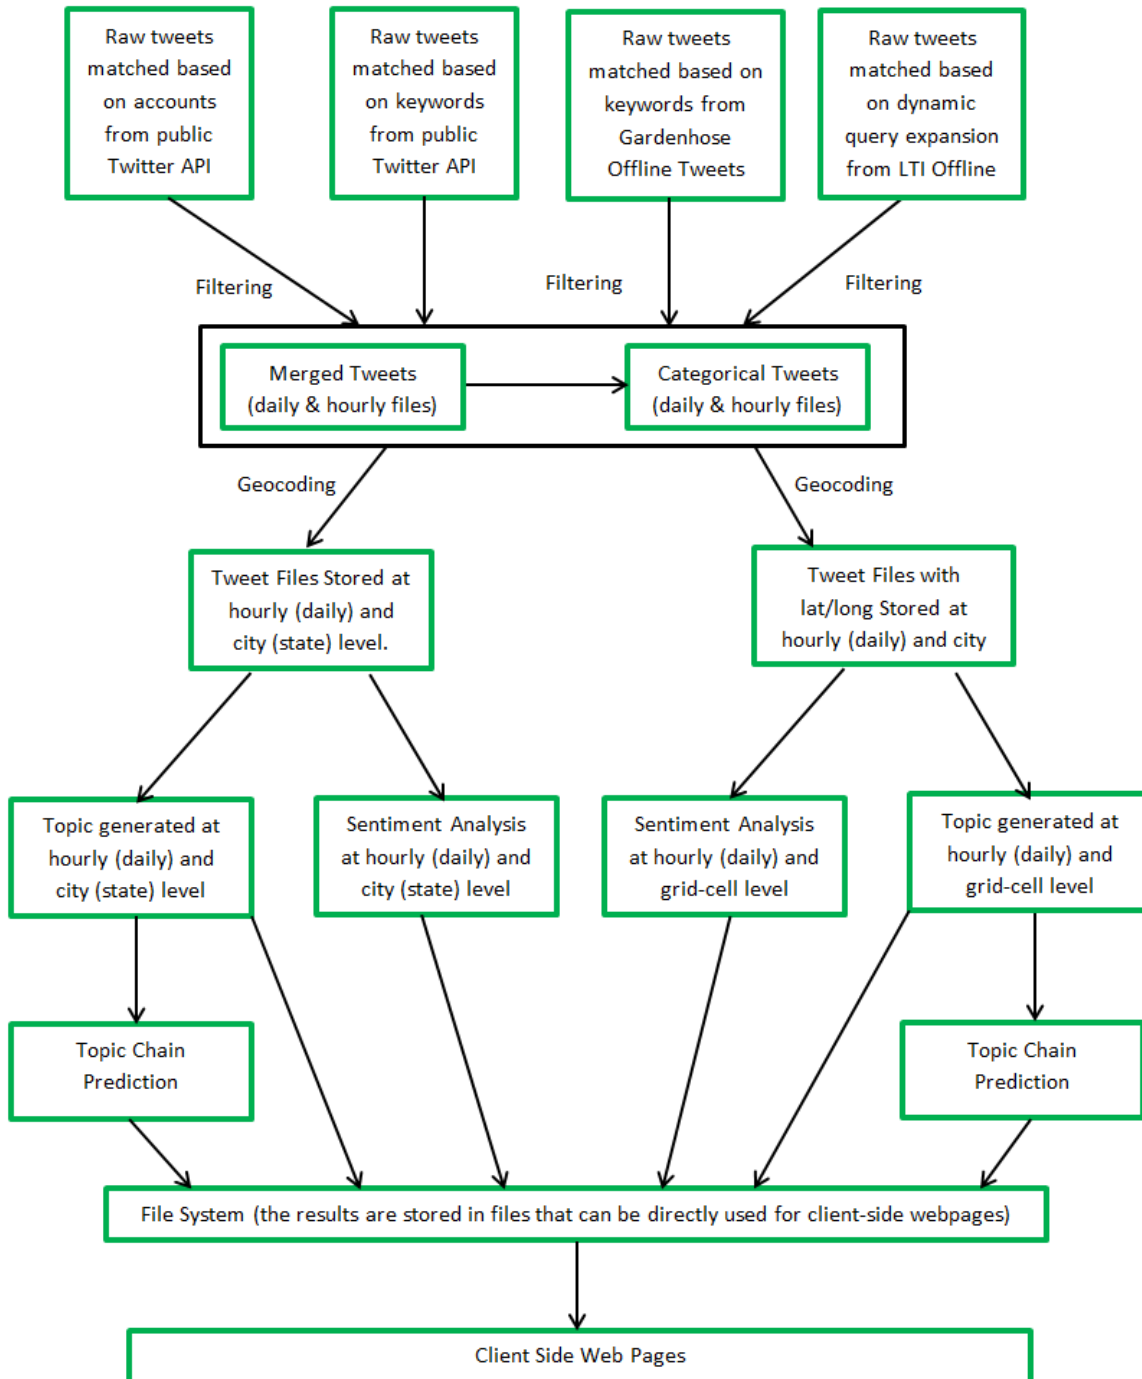 Raw tweets
matched based
on accounts
from public
Twitter API
Raw tweets
matched based
on keywords
from public
Twitter API
Raw tweets
matched based on
keywords from
Gardenhose
Offline Tweets
Raw tweets
matched based
on dynamic
query expansion
from LTI Offline
Filtering
Filtering
Filtering
Merged Tweets
(daily & hourly files)
Categorical Tweets
(daily & hourly files)
Geocoding
Geocoding
Tweet Files Stored at
hourly (daily) and
city (state) level.
Tweet Files with
lat/long Stored at
hourly (daily) and city
Topic generated at
hourly (daily) and
city (state) level
Sentiment Analysis
at hourly (daily) and
city (state) level
Sentiment Analysis
at hourly (daily) and
grid-cell level
Topic generated at
hourly (daily) and
grid-cell level
Topic Chain
Prediction
Topic Chain
Prediction
File System (the results are stored in files that can be directly used for client-side webpages)
Client Side Web Pages